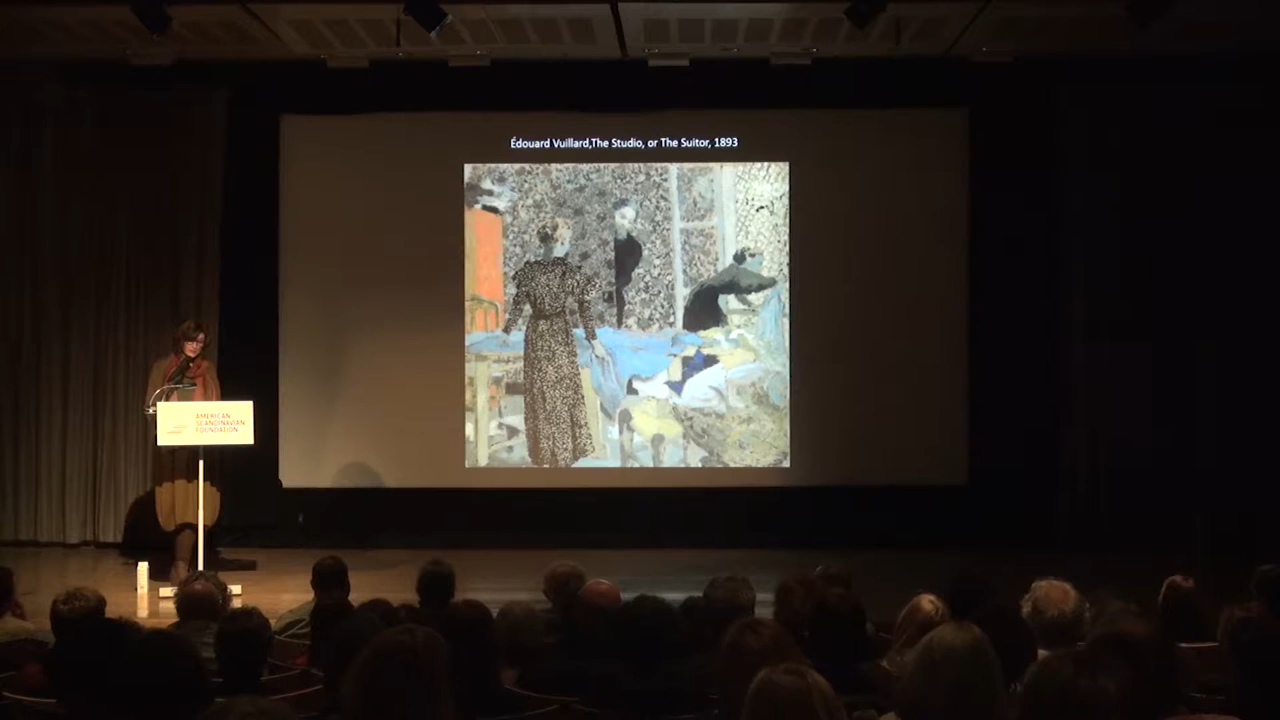 Édouard Vuillard,The Studio, or The Suitor, 1893
AMERICAN
SCANDINAVIAN
FOUNDATION